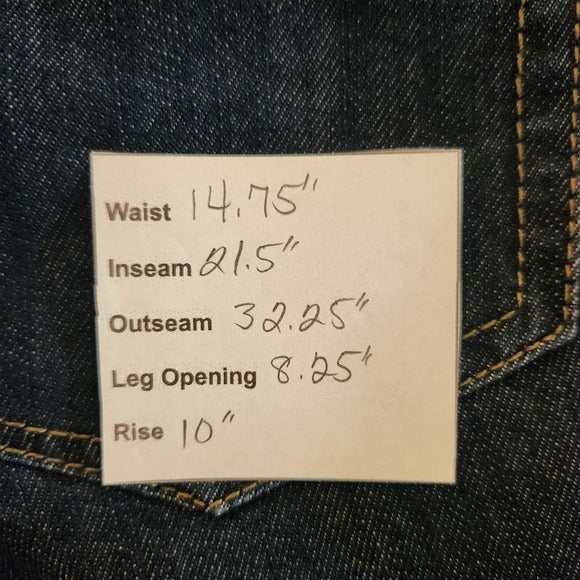 Waist 14.75"
Inseam 21.5"
Outseam 32.25"
Leg Opening 8.25"
Rise 10"